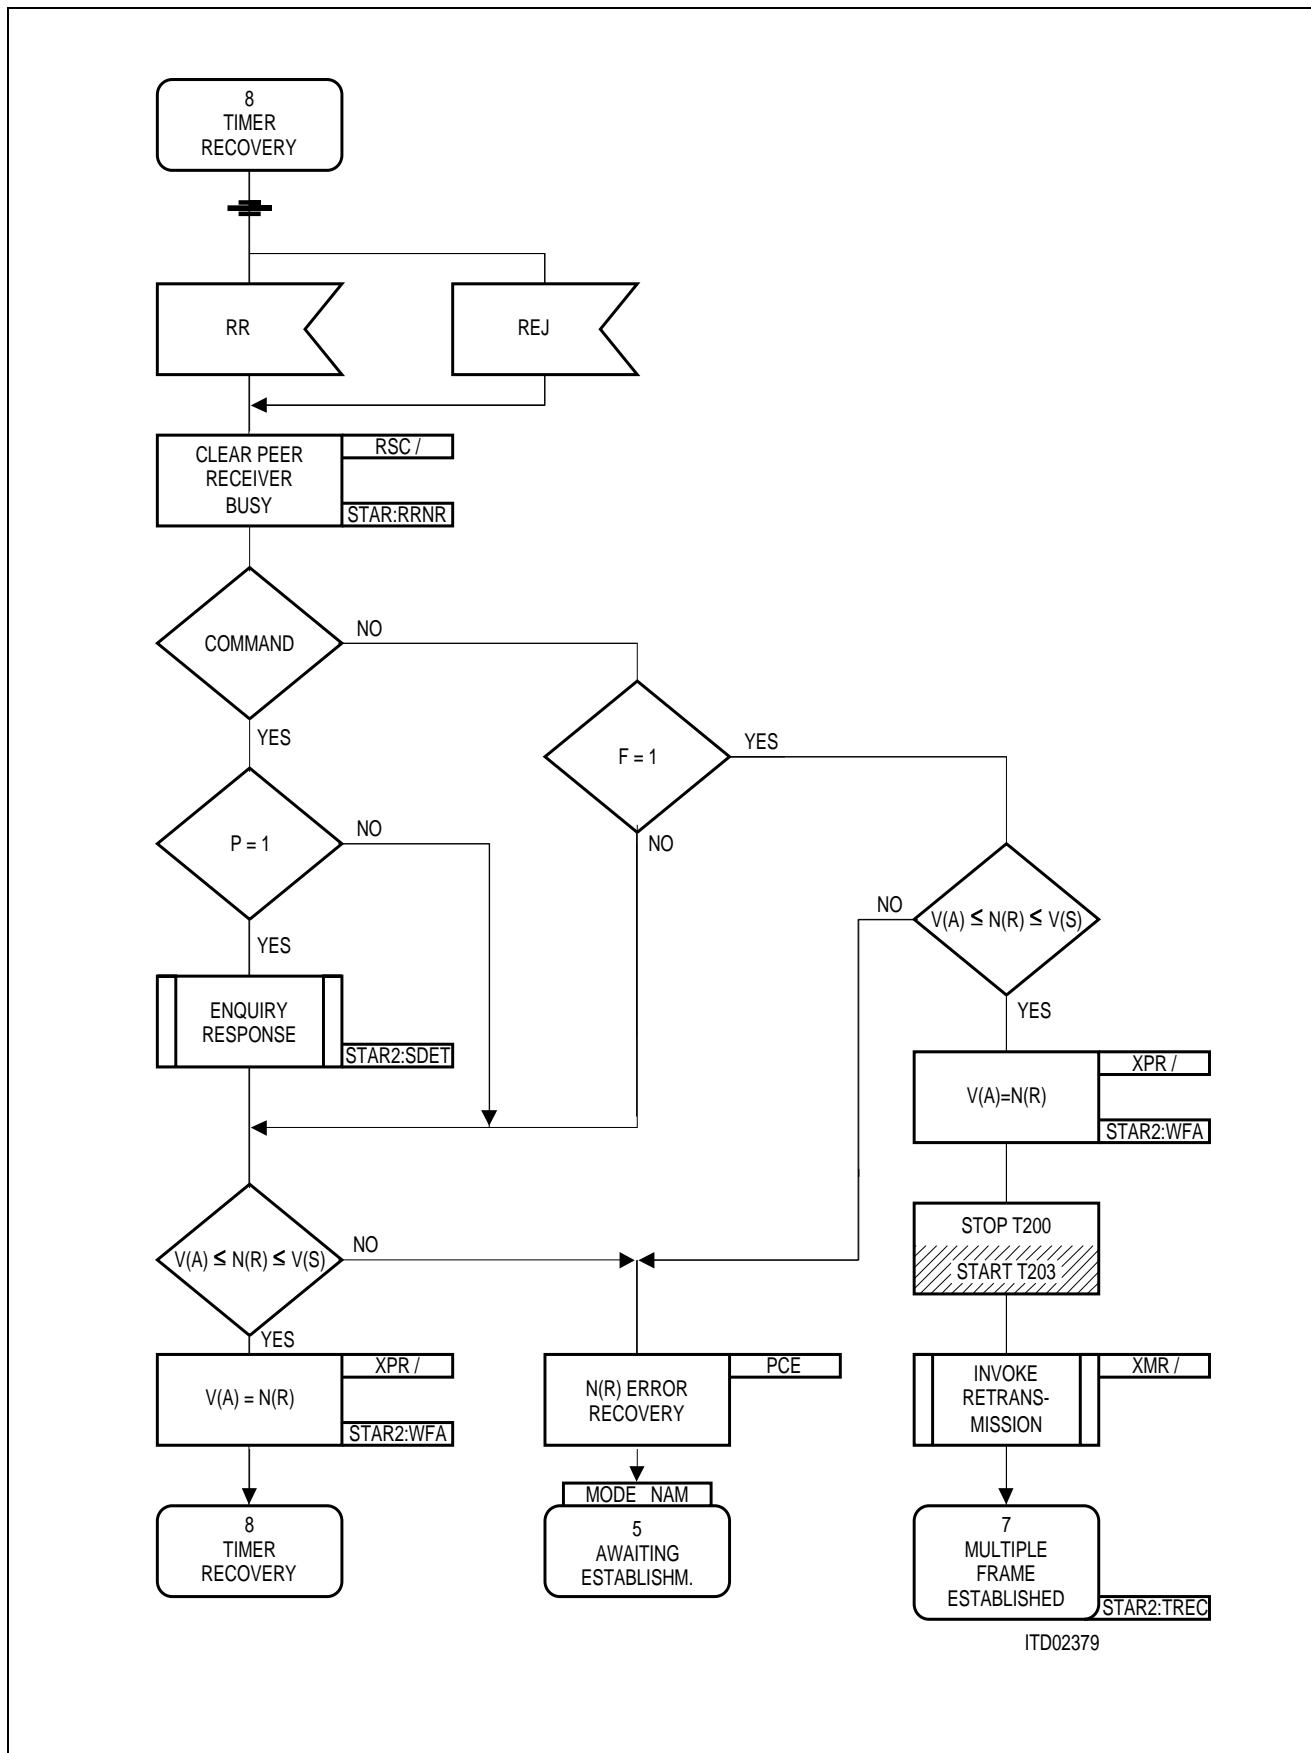 8
TIMER
RECOVERY
RR
REJ
CLEAR PEER
RECEIVER
BUSY
RSC /
STAR:RRNR
COMMAND
NO
YES
F = 1
YES
NO
P = 1
NO
YES
V(A) ≤ N(R) ≤ V(S)
NO
YES
ENQUIRY
RESPONSE
STAR2:SDET
V(A)=N(R)
XPR /
STAR2:WFA
STOP T200
START T203
V(A) ≤ N(R) ≤ V(S)
NO
YES
V(A) = N(R)
XPR /
STAR2:WFA
N(R) ERROR
RECOVERY
PCE
INVOKE
RETRANS-
MISSION
XMR /
8
TIMER
RECOVERY
MODE NAM
5
AWAITING
ESTABLISHM.
7
MULTIPLE
FRAME
ESTABLISHED
STAR2:TREC
ITD02379